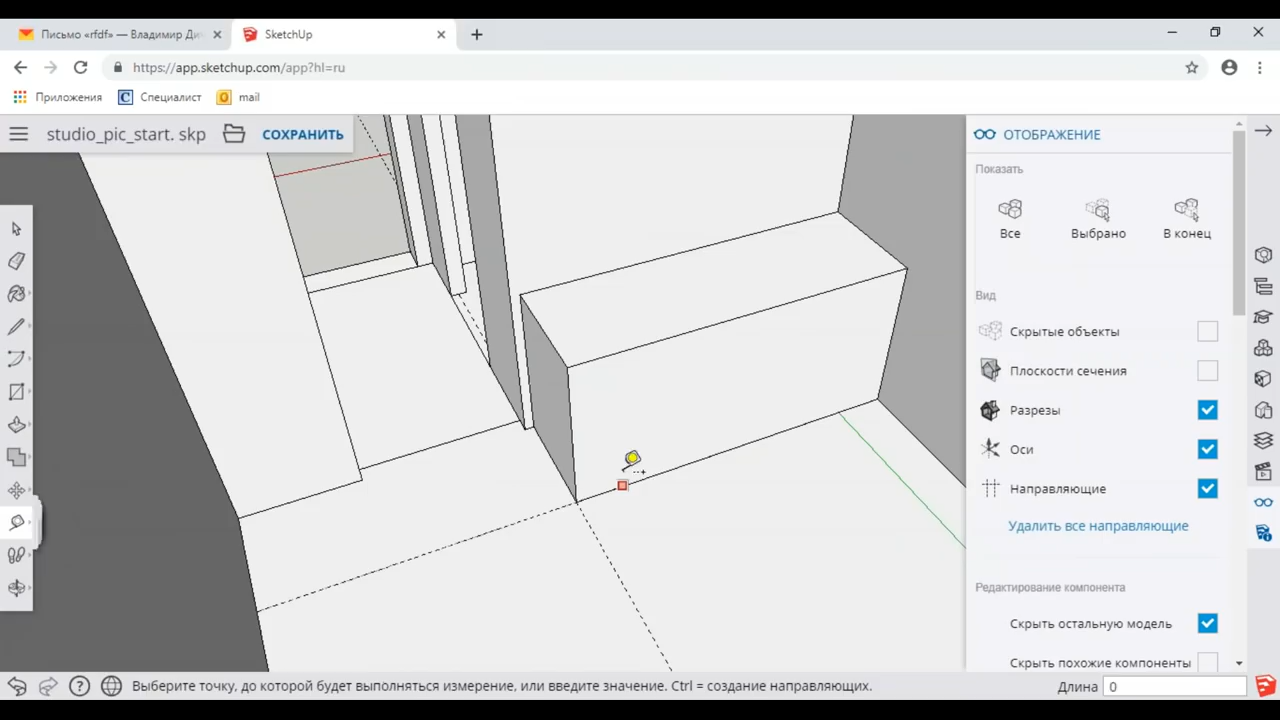 Письмо «rfdf» — Владимир Ди
SketchUp
https://app.sketchup.com/app?hl=ru
Приложения
Специалист
mail
studio_pic_start. skp
СОХРАНИТЬ
ОТОБРАЖЕНИЕ
Показать
Все
Выбрано
В конец
Вид
Скрытые объекты
Плоскости сечения
Разрезы
Оси
Направляющие
Удалить все направляющие
Редактирование компонента
Скрыть остальную модель
Скрыть похожие компоненты
Выберите точку, до которой будет выполняться измерение, или введите значение. Ctrl = создание направляющих.
Длина
0